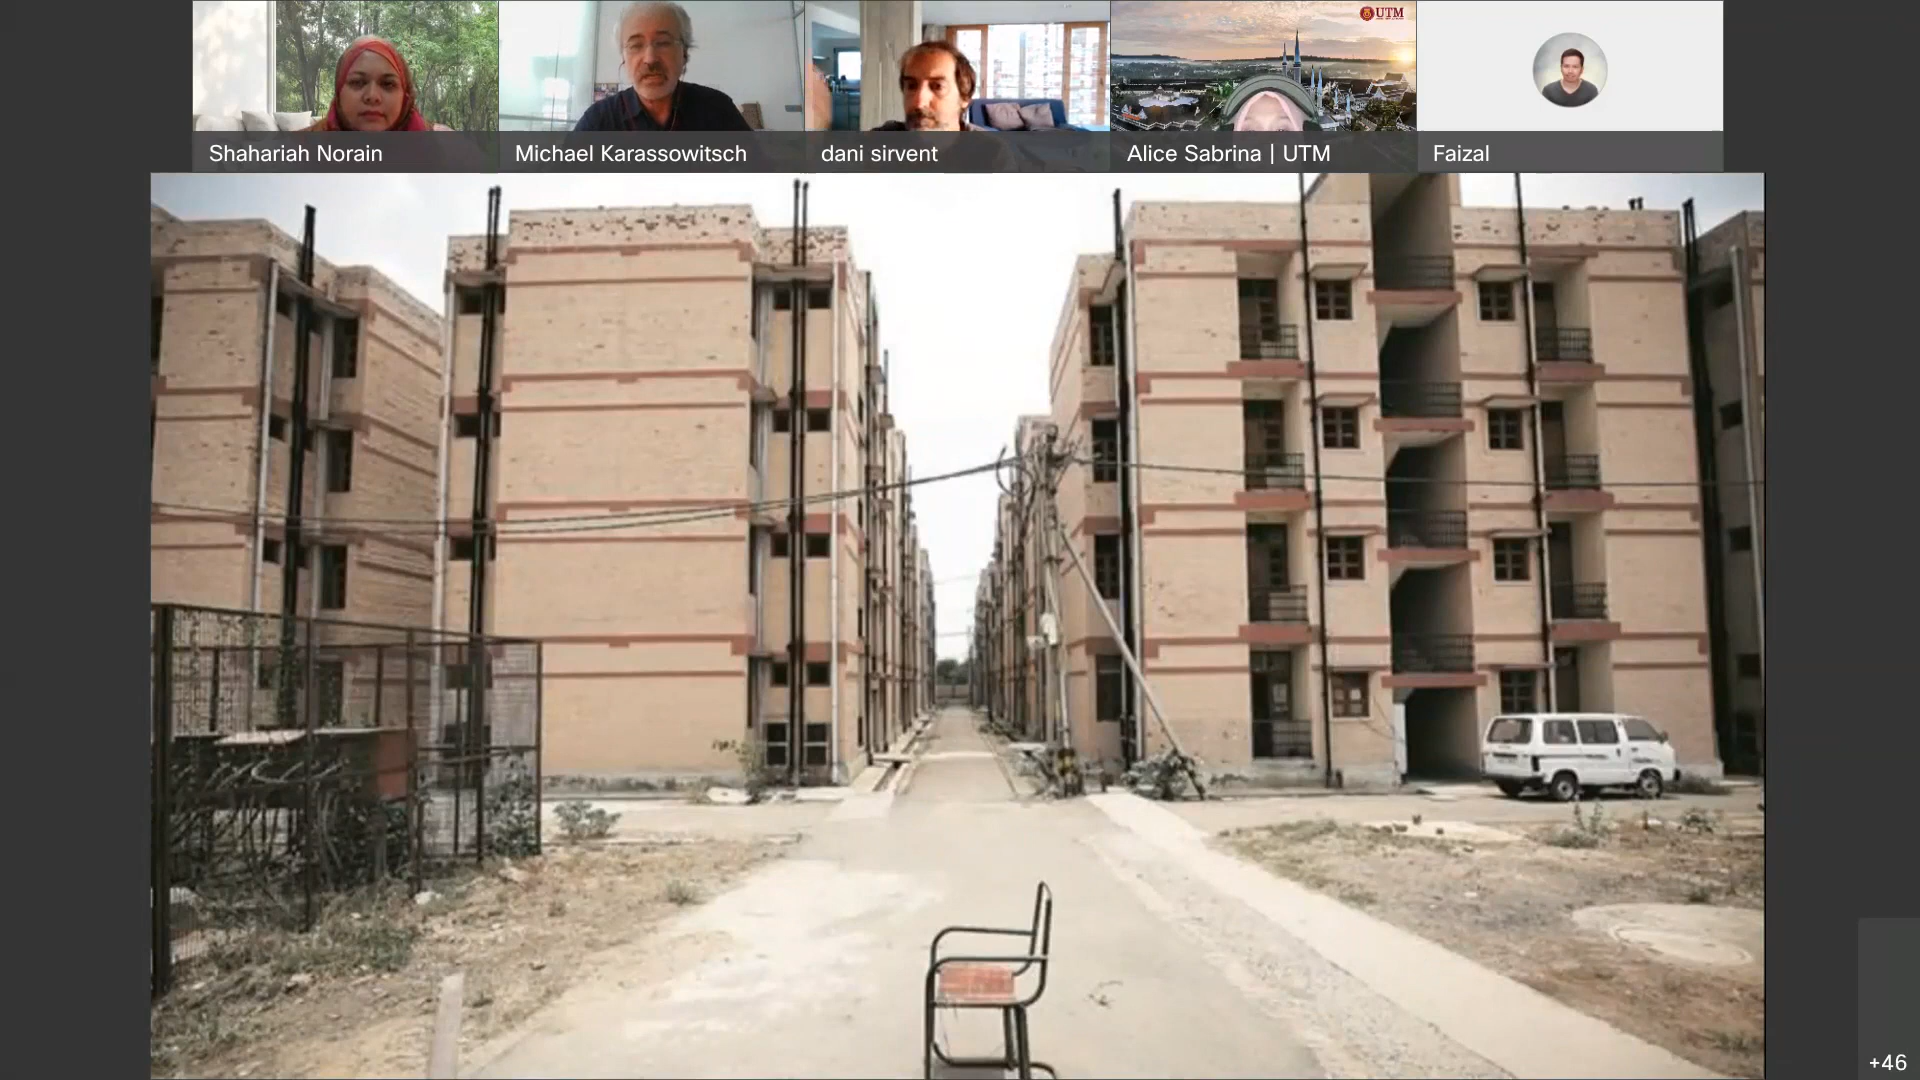 UTM
Shahariah Norain
Michael Karassowitsch
dani sirvent
Alice Sabrina | UTM
Faizal
+46